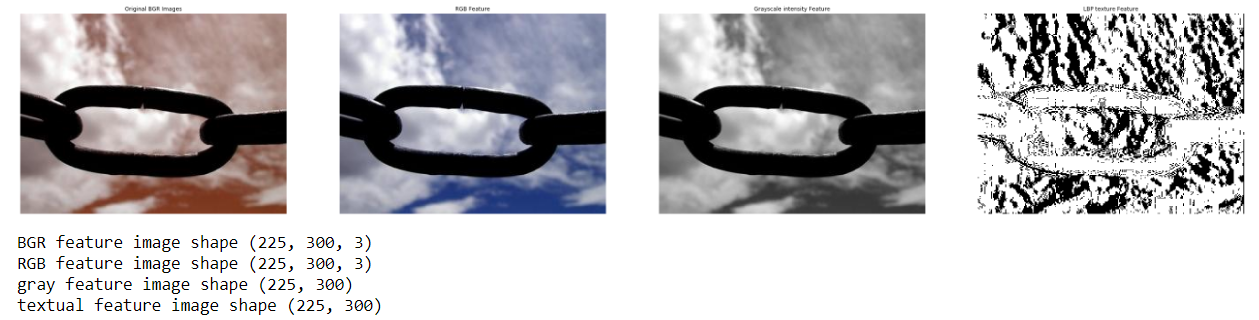 Original BGR Images
RGB Feature
Grayscale intensity Feature
LBP texture Feature
BGR feature image shape (225, 300, 3)
RGB feature image shape (225, 300, 3)
gray feature image shape (225, 300)
textual feature image shape (225, 300)